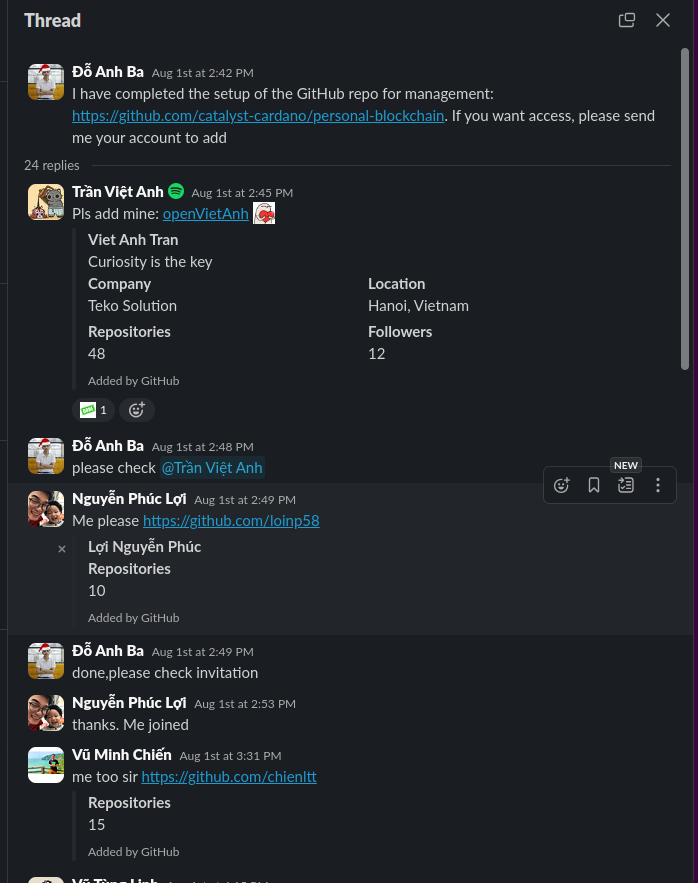 Thread
Đỗ Anh Ba Aug 1st at 2:42 PM
I have completed the setup of the GitHub repo for management:
https://github.com/catalyst-cardano/personal-blockchain. If you want access, please send
me your account to add
24 replies
Trần Việt Anh Aug 1st at 2:45 PM
Pls add mine: openVietAnh
Viet Anh Tran
Curiosity is the key
Company Location
Teko Solution Hanoi, Vietnam
Repositories Followers
48 12
Added by GitHub
1
Đỗ Anh Ba Aug 1st at 2:48 PM
please check @Trần Việt Anh
NEW
Nguyễn Phúc Lợi Aug 1st at 2:49 PM
Me please https://github.com/loinp58
Lợi Nguyễn Phúc
Repositories
10
Added by GitHub
Đỗ Anh Ba Aug 1st at 2:49 PM
done,please check invitation
Nguyễn Phúc Lợi Aug 1st at 2:53 PM
thanks. Me joined
Vũ Minh Chiến Aug 1st at 3:31 PM
me too sir https://github.com/chienltt
Repositories
15
Added by GitHub